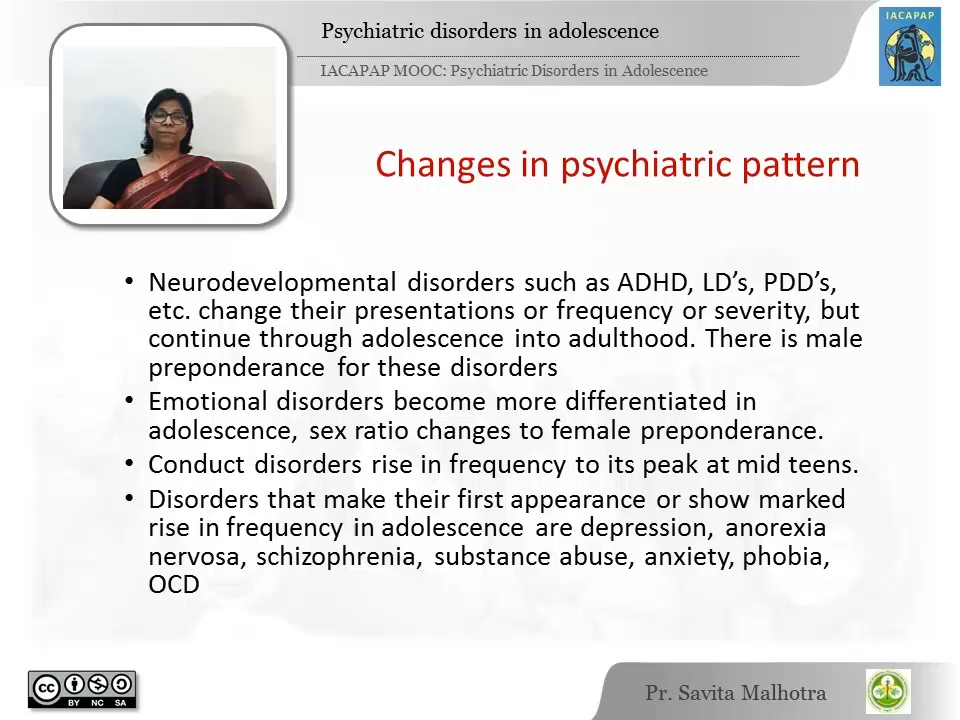 Psychiatric disorders in adolescence
IACAPAP MOOC: Psychiatric Disorders in Adolescence
IACAPAP
Changes in psychiatric pattern
• Neurodevelopmental disorders such as ADHD, LD’s, PDD’s,
etc. change their presentations or frequency or severity, but
continue through adolescence into adulthood. There is male
preponderance for these disorders
• Emotional disorders become more differentiated in
adolescence, sex ratio changes to female preponderance.
• Conduct disorders rise in frequency to its peak at mid teens.
• Disorders that make their first appearance or show marked
rise in frequency in adolescence are depression, anorexia
nervosa, schizophrenia, substance abuse, anxiety, phobia,
OCD
cc
BY NC SA
Pr. Savita Malhotra